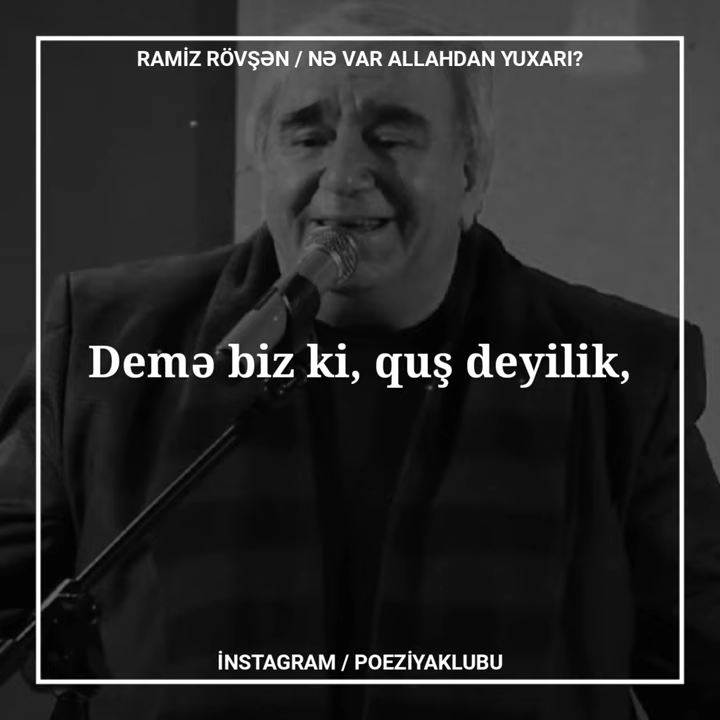 RAMİZ RÖVŞƏN / NƏ VAR ALLAHDAN YUXARI?
Demə biz ki, quş deyilik,
İNSTAGRAM / POEZİYAKLUBU